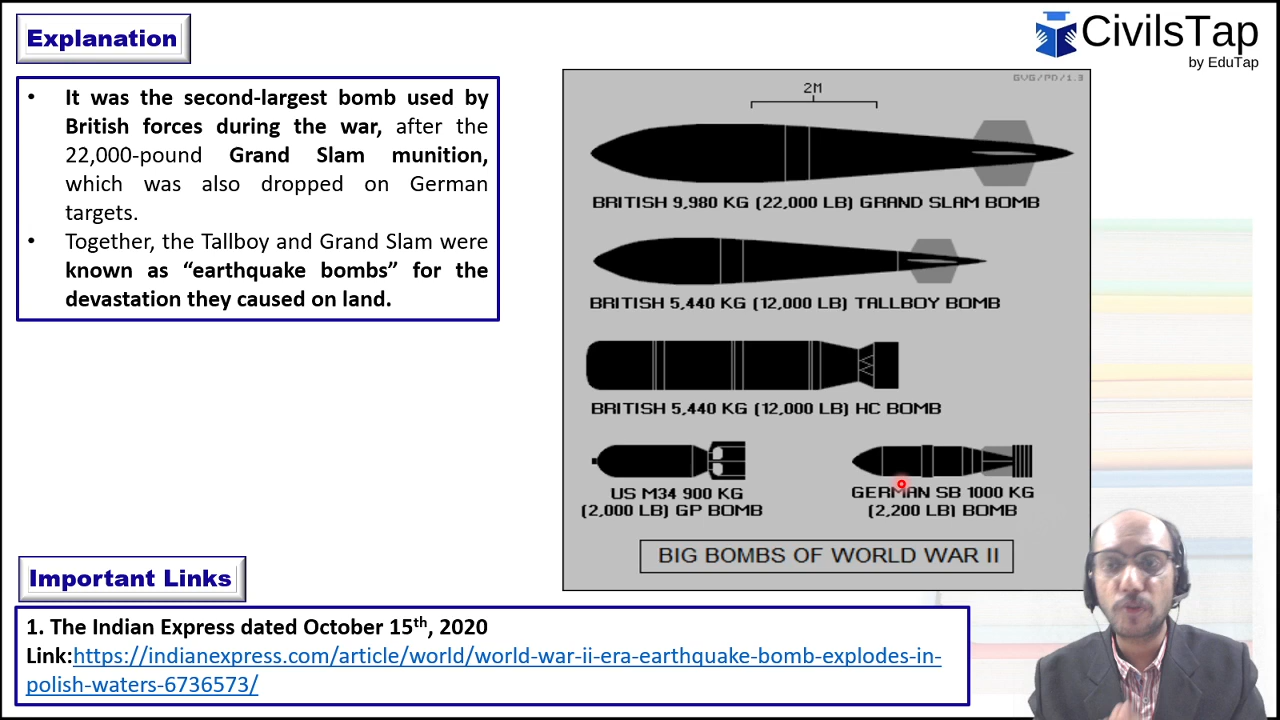 Explanation
CivilsTap
by EduTap
• It was the second-largest bomb used by
British forces during the war, after the
22,000-pound Grand Slam munition,
which was also dropped on German
targets.
• Together, the Tallboy and Grand Slam were
known as “earthquake bombs” for the
devastation they caused on land.
GVG/PD/1.3
2M
BRITISH 9,980 KG (22,000 LB) GRAND SLAM BOMB
BRITISH 5,440 KG (12,000 LB) TALLBOY BOMB
BRITISH 5,440 KG (12,000 LB) HC BOMB
US M34 900 KG
(2,000 LB) GP BOMB
GERMAN SB 1000 KG
(2,200 LB) BOMB
BIG BOMBS OF WORLD WAR II
Important Links
1. The Indian Express dated October 15th, 2020
Link:https://indianexpress.com/article/world/world-war-ii-era-earthquake-bomb-explodes-in-
polish-waters-6736573/